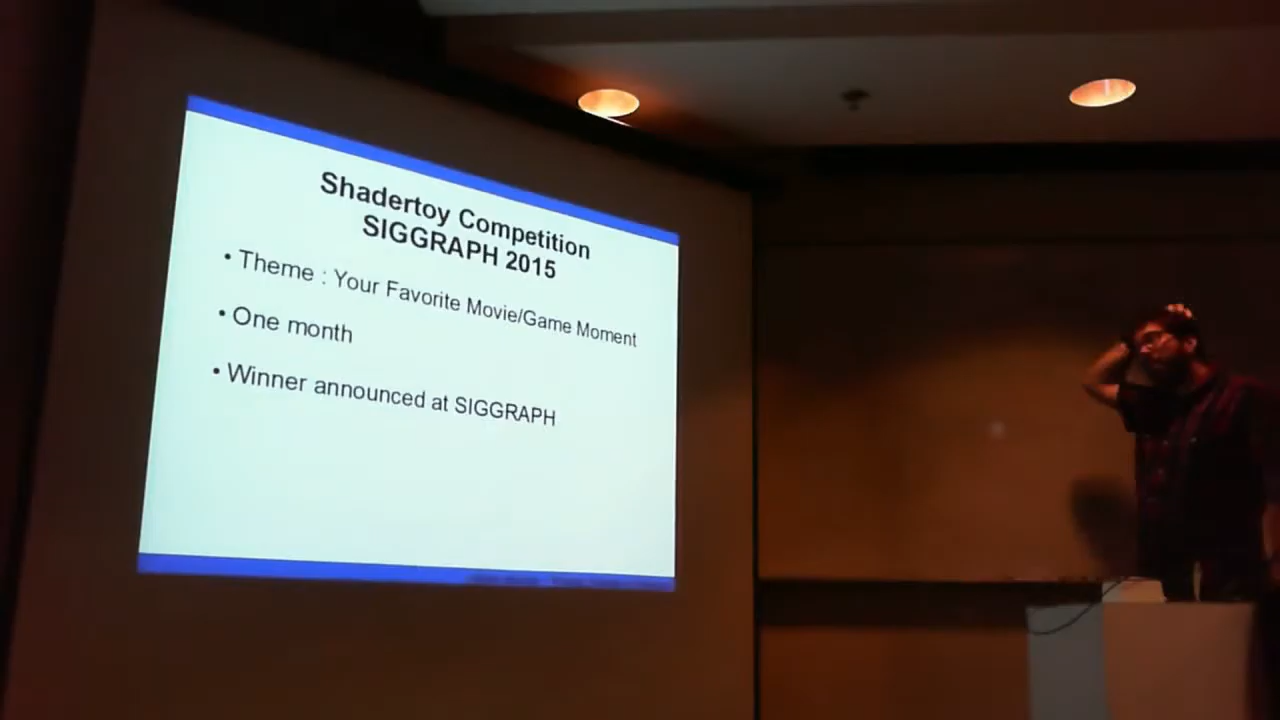 Shadertoy Competition
SIGGRAPH 2015
• Theme : Your Favorite Movie/Game Moment
• One month
• Winner announced at SIGGRAPH